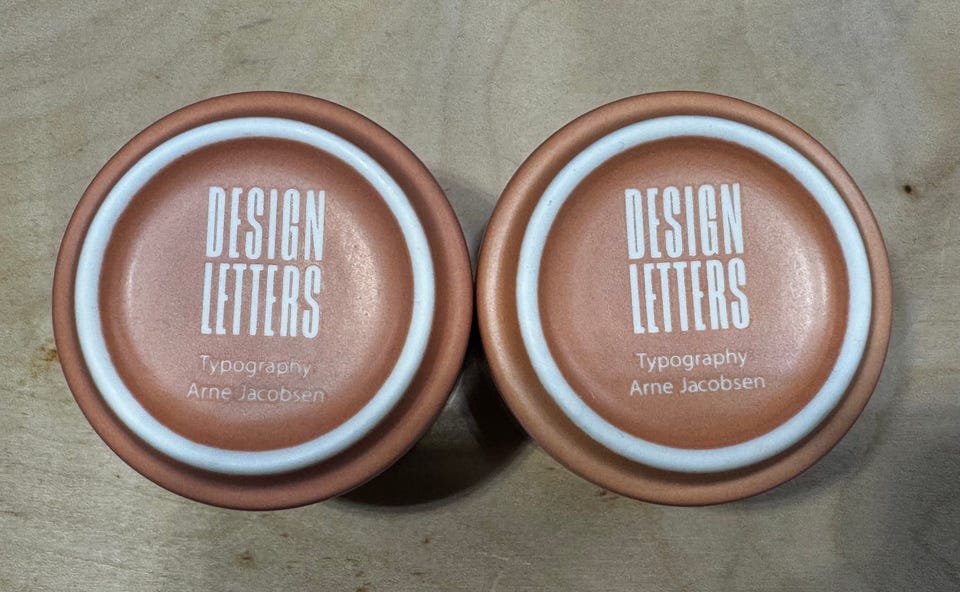 DESIGN
LETTERS
Typography
Arne Jacobsen
DESIGN
LETTERS
Typography
Arne Jacobsen